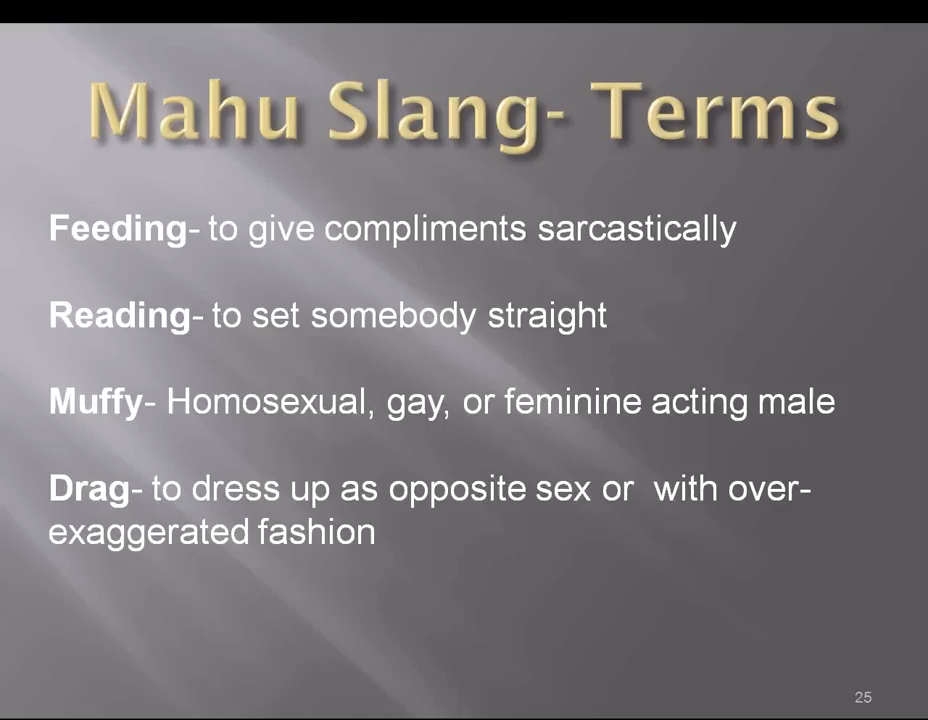 Mahu Slang- Terms
Feeding- to give compliments sarcastically
Reading- to set somebody straight
Muffy- Homosexual, gay, or feminine acting male
Drag- to dress up as opposite sex or  with over-
exaggerated fashion
25